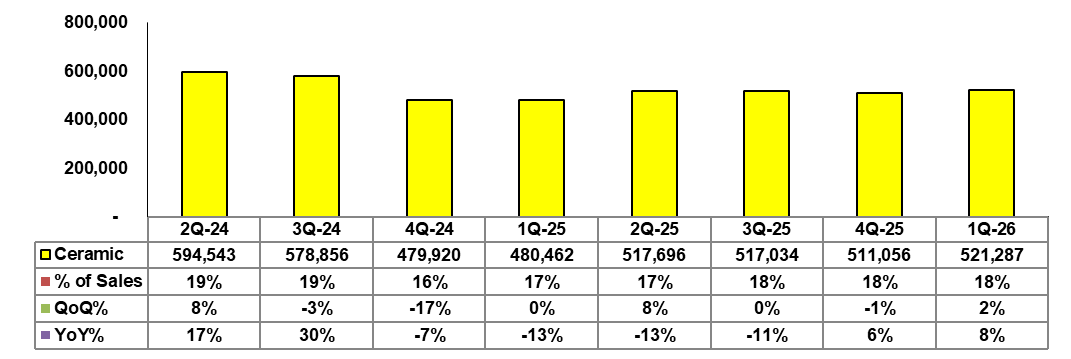 800,000
600,000
400,000
200,000
-
2Q-24 3Q-24 4Q-24 1Q-25 2Q-25 3Q-25 4Q-25 1Q-26
Ceramic 594,543 578,856 479,920 480,462 517,696 517,034 511,056 521,287
% of Sales 19% 19% 16% 17% 17% 18% 18% 18%
QoQ% 8% -3% -17% 0% 8% 0% -1% 2%
YoY% 17% 30% -7% -13% -13% -11% 6% 8%